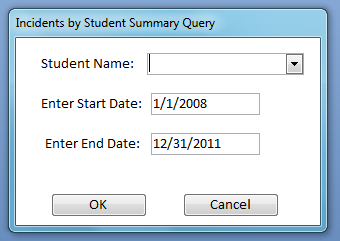 Incidents by Student Summary Query
Student Name:
Enter Start Date: 1/1/2008
Enter End Date: 12/31/2011
OK Cancel